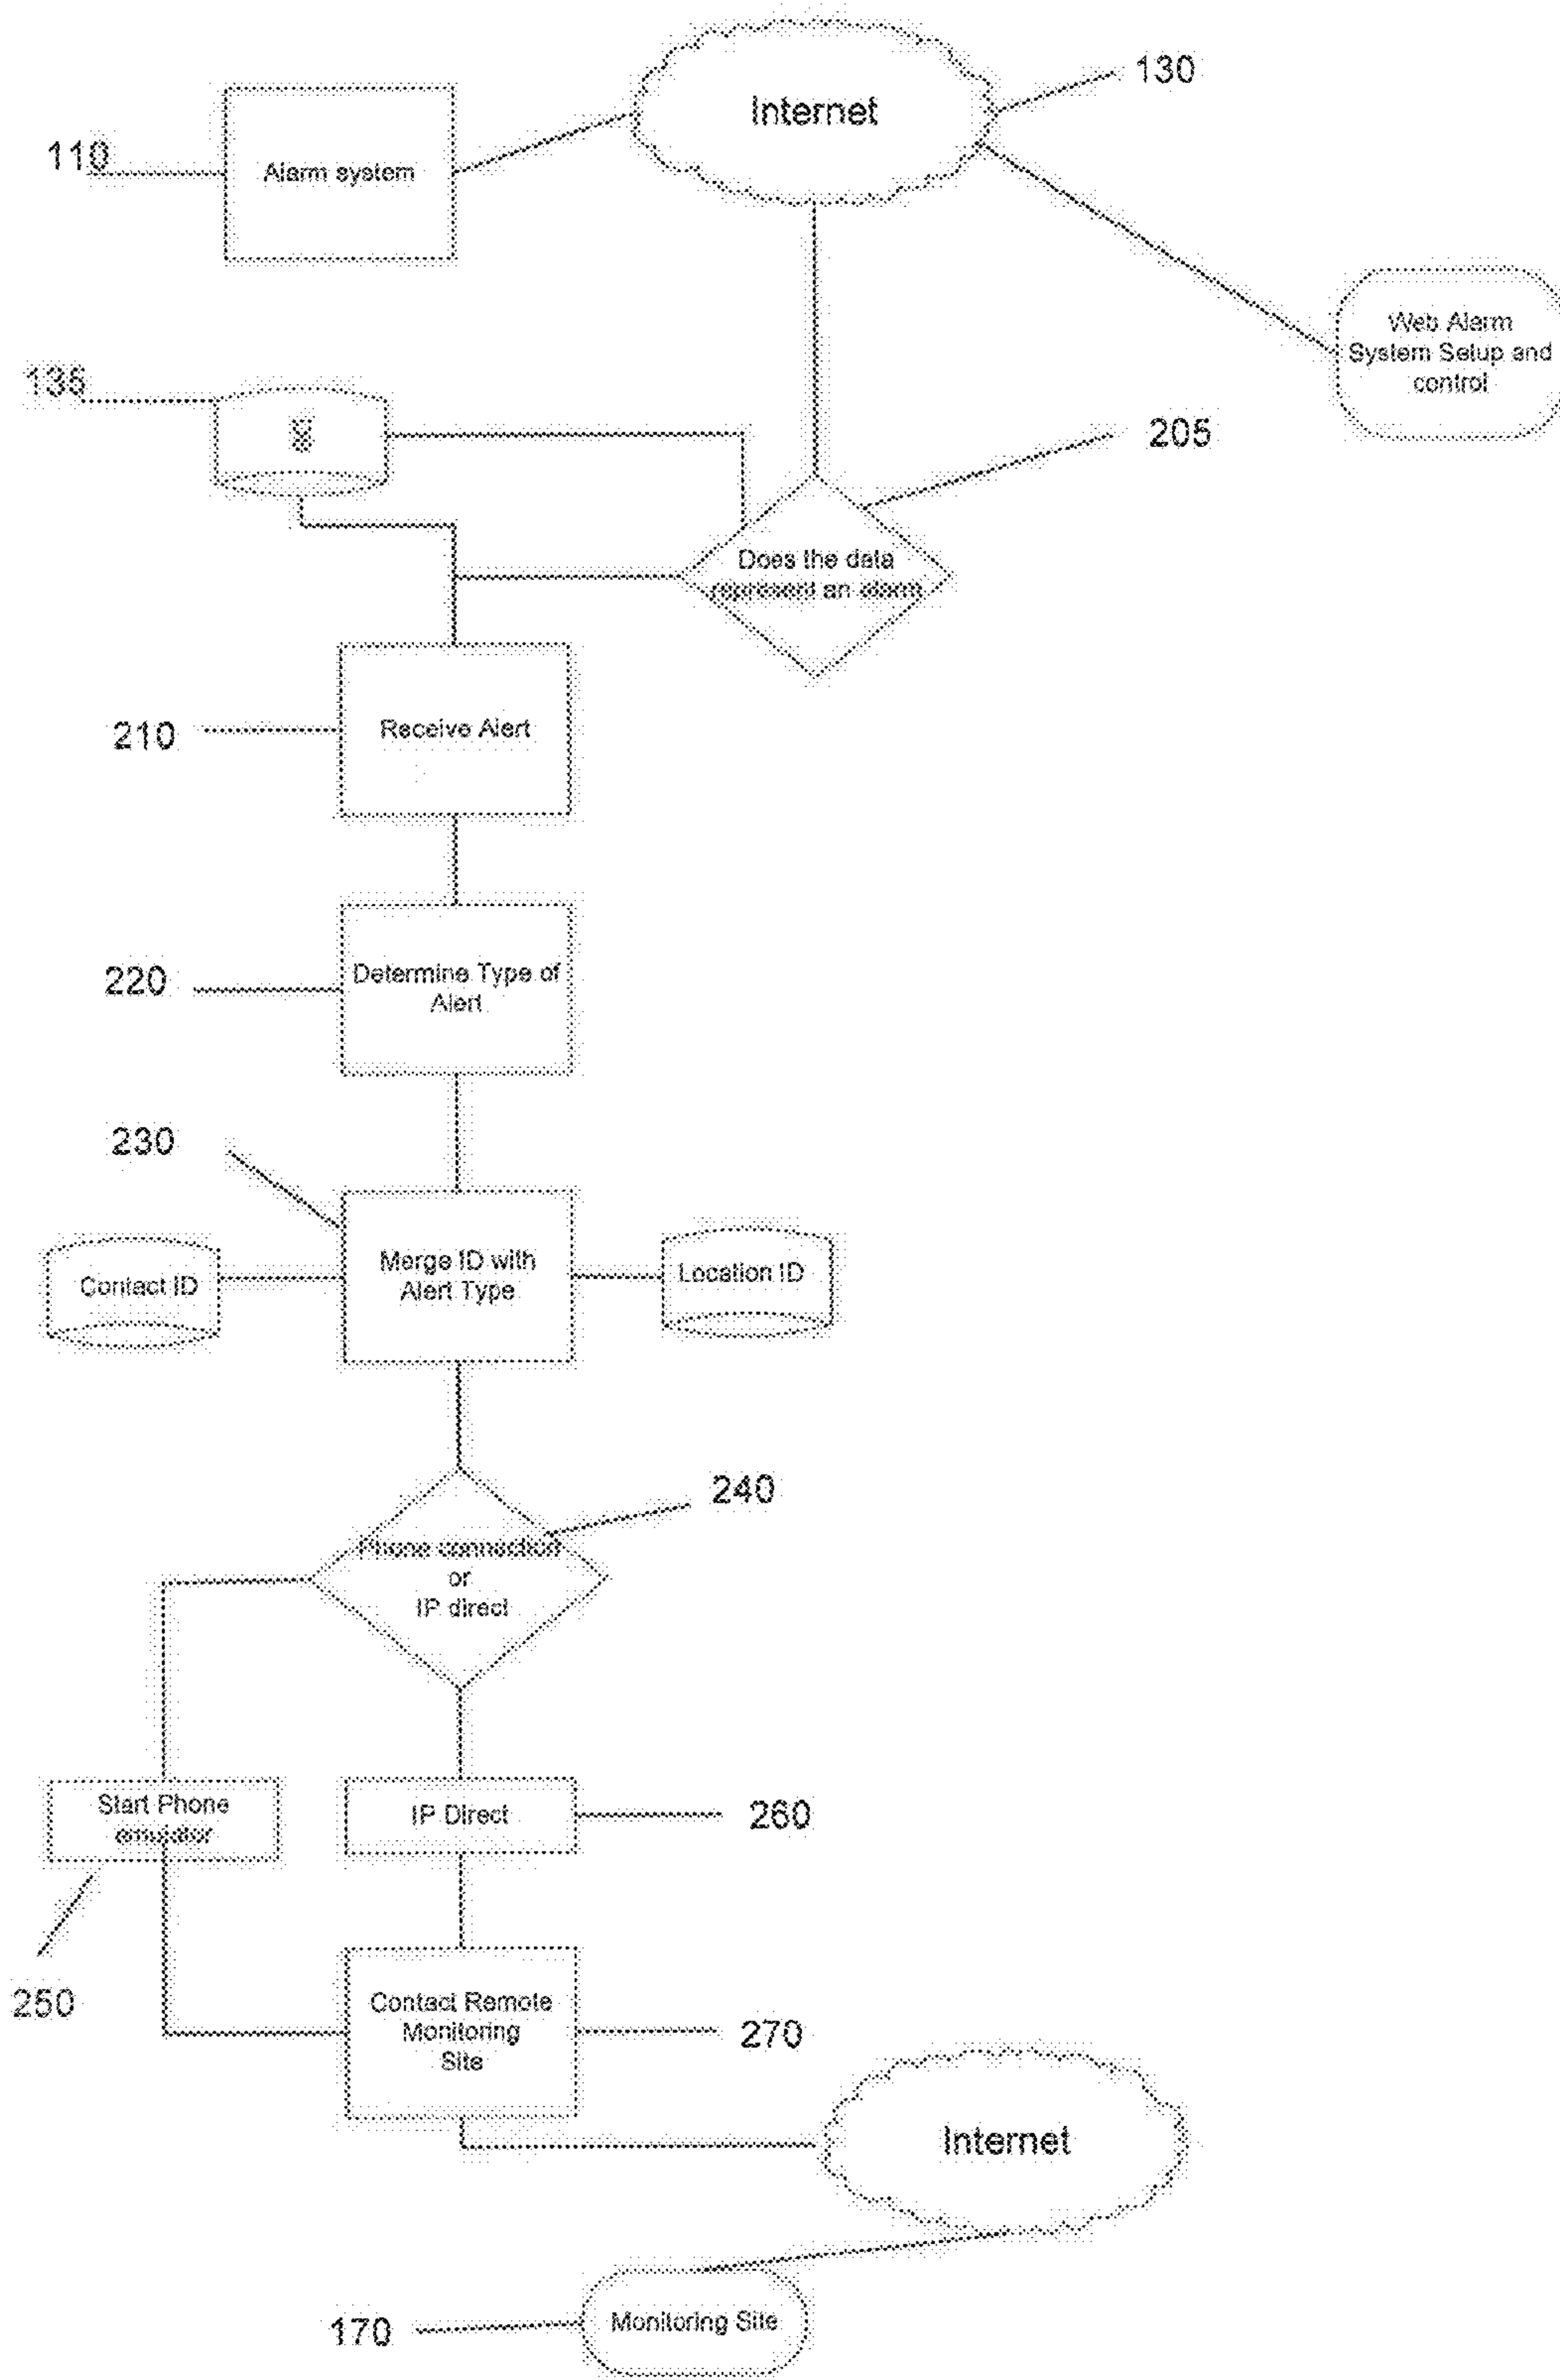 Internet
130
110
Alarm system
Web Alarm
System Setup and
control
135
205
Does the data
represent an alarm
210
Receive Alert
220
Determine Type of
Alert
230
Contact ID
Merge ID with
Alert Type
Location ID
240
Phone connection
or
IP direct
Start Phone
emulator
IP Direct
260
250
Contact Remote
Monitoring
Site
270
Internet
170
Monitoring Site